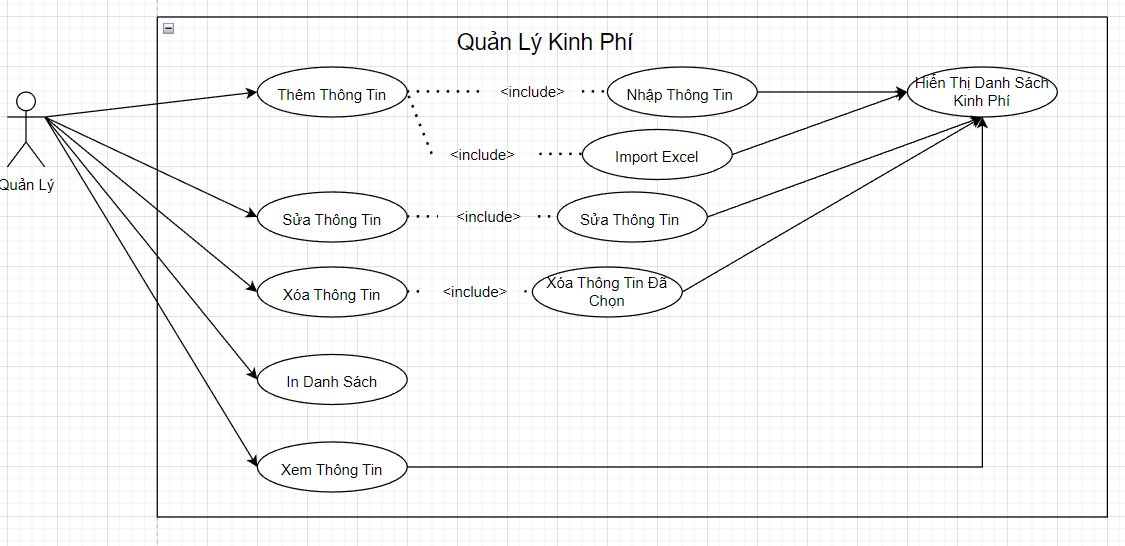 Quản Lý Kinh Phí
Thêm Thông Tin
<include>
Nhập Thông Tin
Hiển Thị Danh Sách
Kinh Phí
<include>
Import Excel
Quản Lý
Sửa Thông Tin
<include>
Sửa Thông Tin
Xóa Thông Tin
<include>
Xóa Thông Tin Đã
Chọn
In Danh Sách
Xem Thông Tin